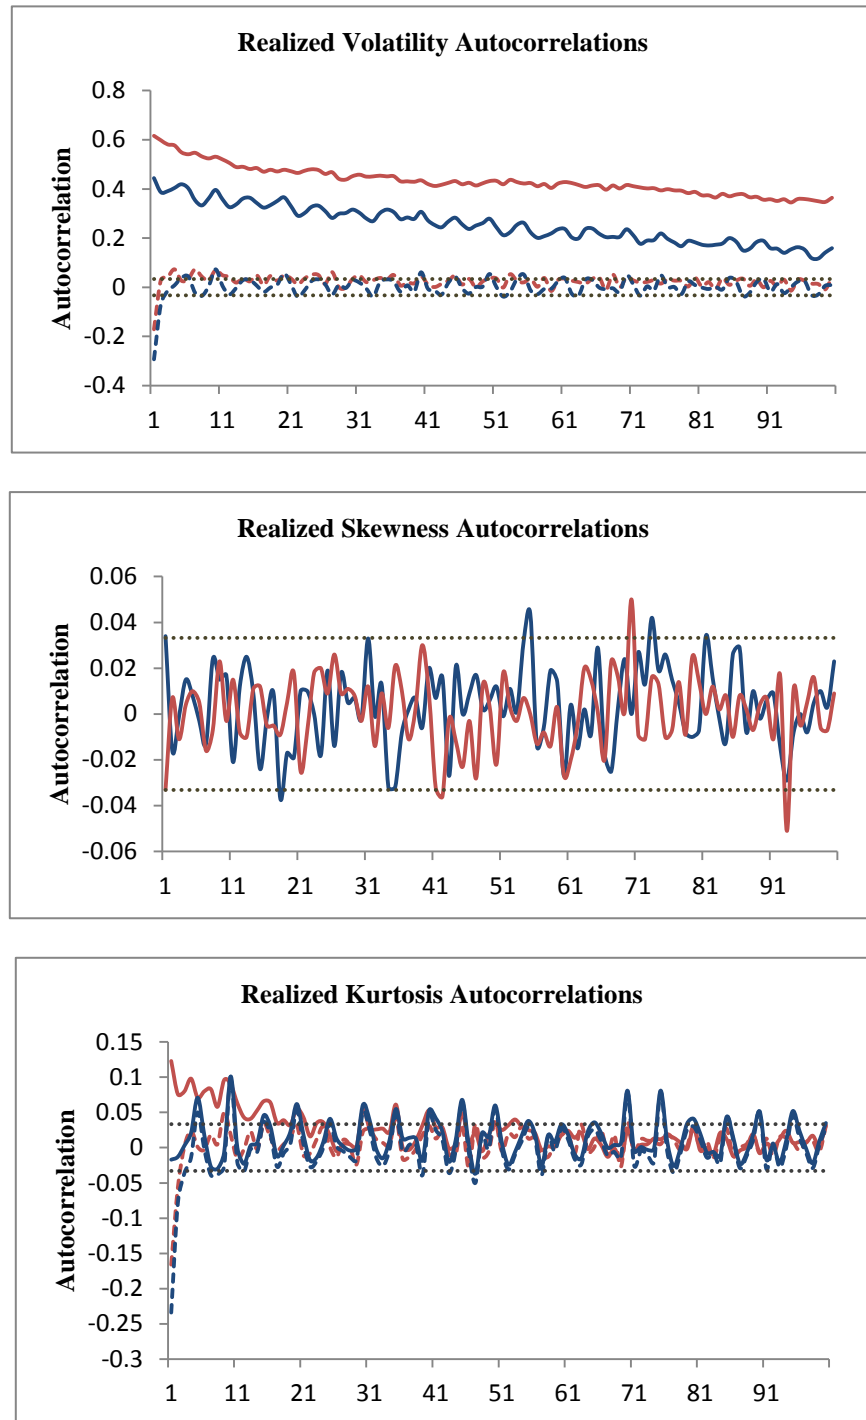 Realized Volatility Autocorrelations
Autocorrelation
0.8
0.6
0.4
0.2
0
-0.2
-0.4
1 11 21 31 41 51 61 71 81 91
Realized Skewness Autocorrelations
Autocorrelation
0.06
0.04
0.02
0
-0.02
-0.04
-0.06
1 11 21 31 41 51 61 71 81 91
Realized Kurtosis Autocorrelations
Autocorrelation
0.15
0.1
0.05
0
-0.05
-0.1
-0.15
-0.2
-0.25
-0.3
1 11 21 31 41 51 61 71 81 91